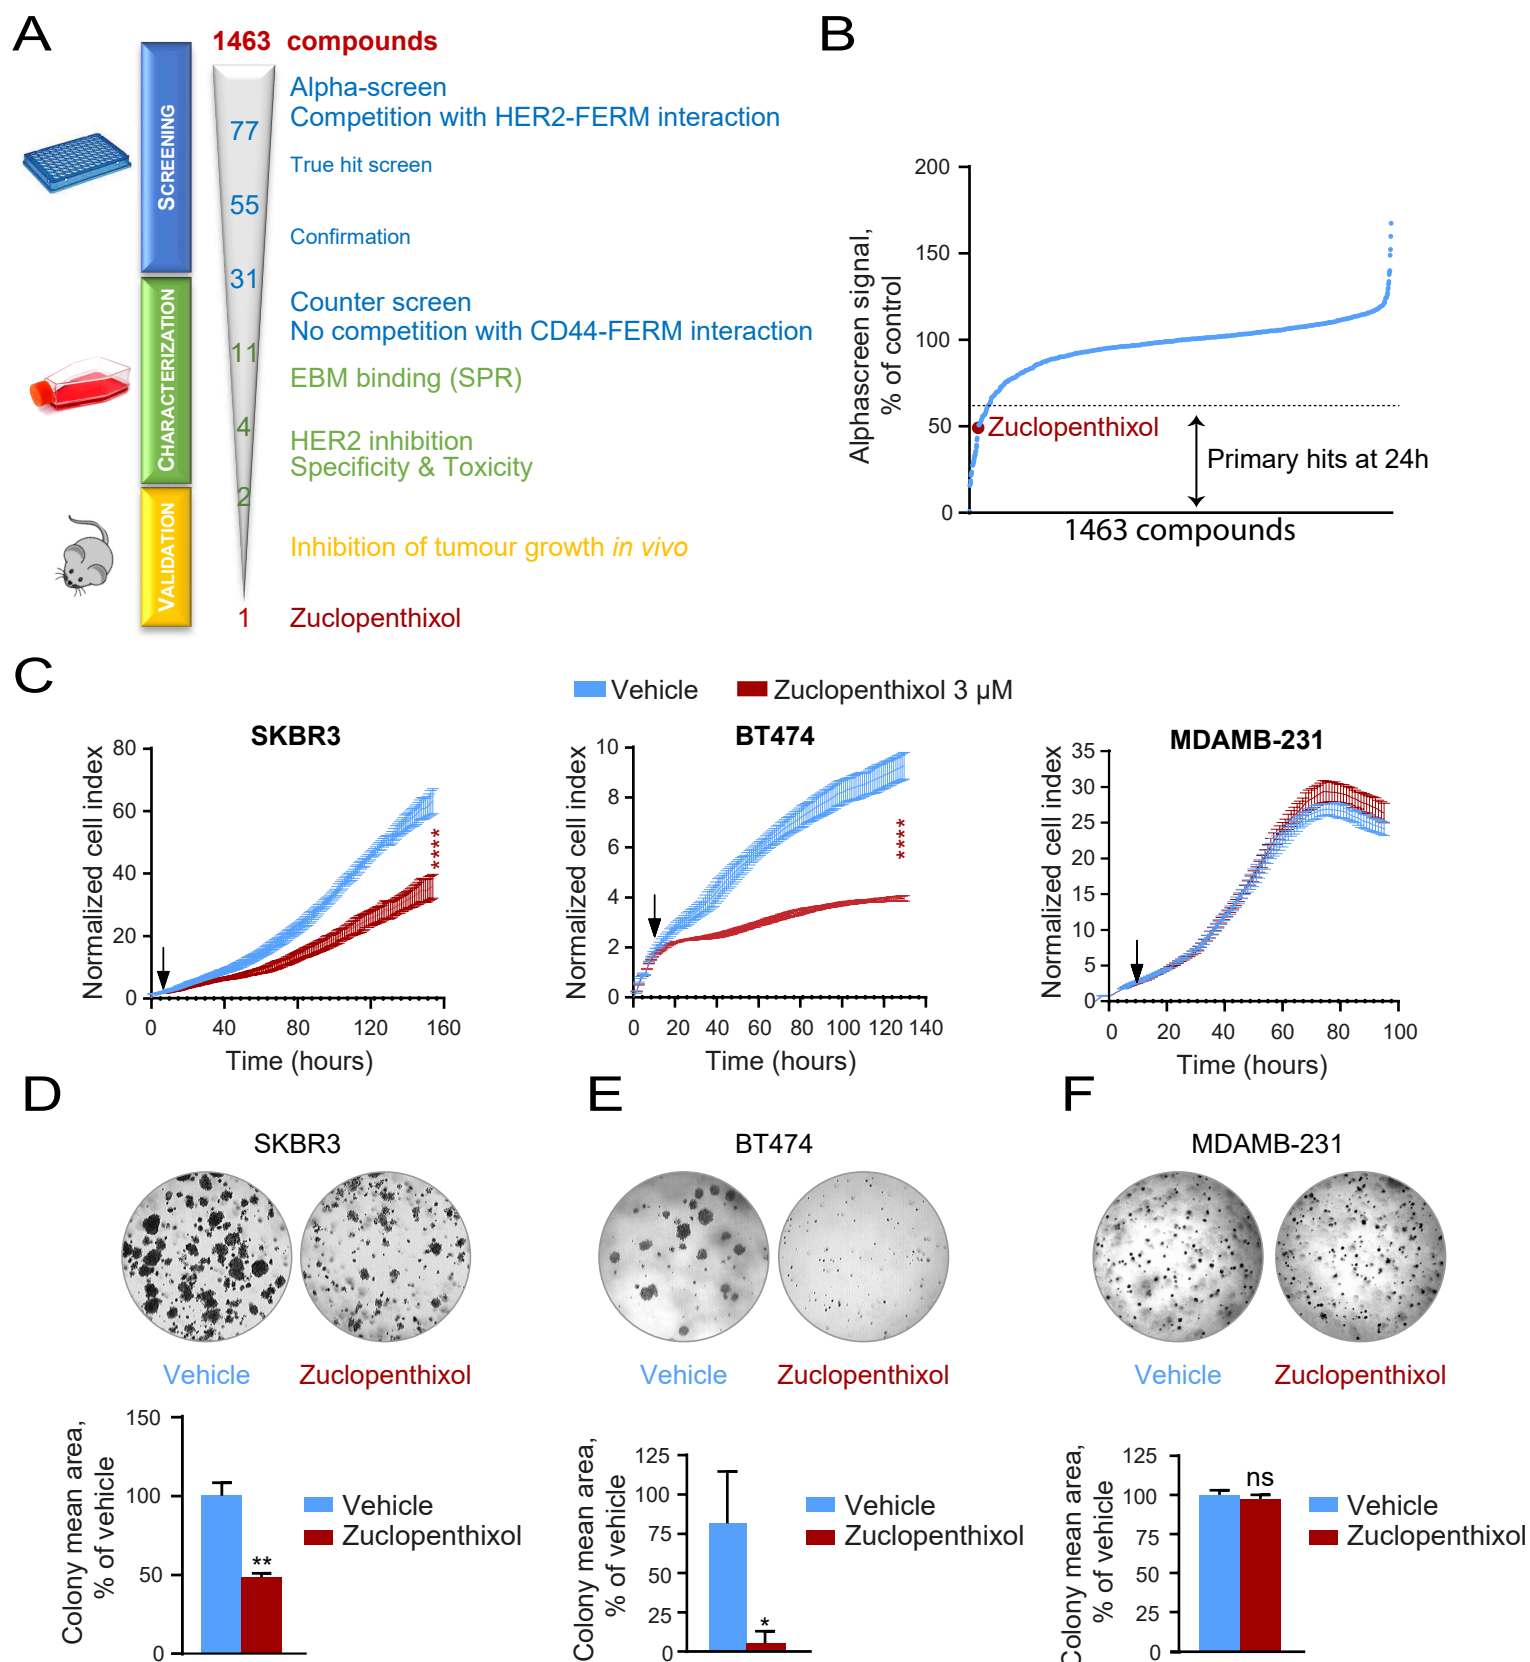 A
1463 compounds
SCREENING
CHARACTERIZATION
VALIDATION
Alpha-screen
Competition with HER2-FERM interaction
77
True hit screen
55
Confirmation
31
Counter screen
No competition with CD44-FERM interaction
11
EBM binding (SPR)
4
HER2 inhibition
Specificity & Toxicity
2
Inhibition of tumour growth in vivo
1 Zuclopenthixol
B
Alphascreen signal,
% of control
200
150
100
50
0
Zuclopenthixol
Primary hits at 24h
1463 compounds
C
Vehicle
Zuclopenthixol 3 µM
SKBR3
Normalized cell index
80
60
40
20
0
****
0 40 80 120 160
Time (hours)
BT474
Normalized cell index
10
8
6
4
2
0
****
0 20 40 60 80 100 120 140
Time (hours)
MDAMB-231
Normalized cell index
35
30
25
20
15
10
5
0
0 20 40 60 80 100
Time (hours)
D
SKBR3
Vehicle Zuclopenthixol
Colony mean area,
% of vehicle
150
100
50
0
**
Vehicle
Zuclopenthixol
E
BT474
Vehicle Zuclopenthixol
Colony mean area,
% of vehicle
125
100
75
50
25
0
*
Vehicle
Zuclopenthixol
F
MDAMB-231
Vehicle Zuclopenthixol
Colony mean area,
% of vehicle
125
100
75
50
25
0
ns
Vehicle
Zuclopenthixol